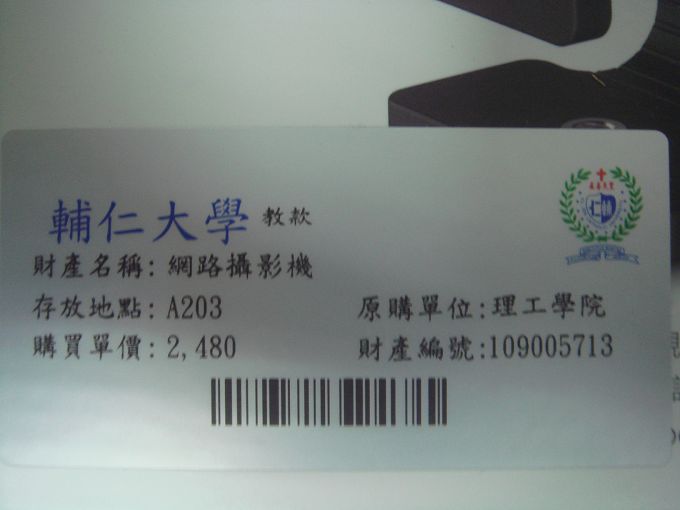 輔仁大學 教款
財產名稱: 網路攝影機
存放地點: A203 原購單位:理工學院
購買單價: 2,480 財產編號:109005713